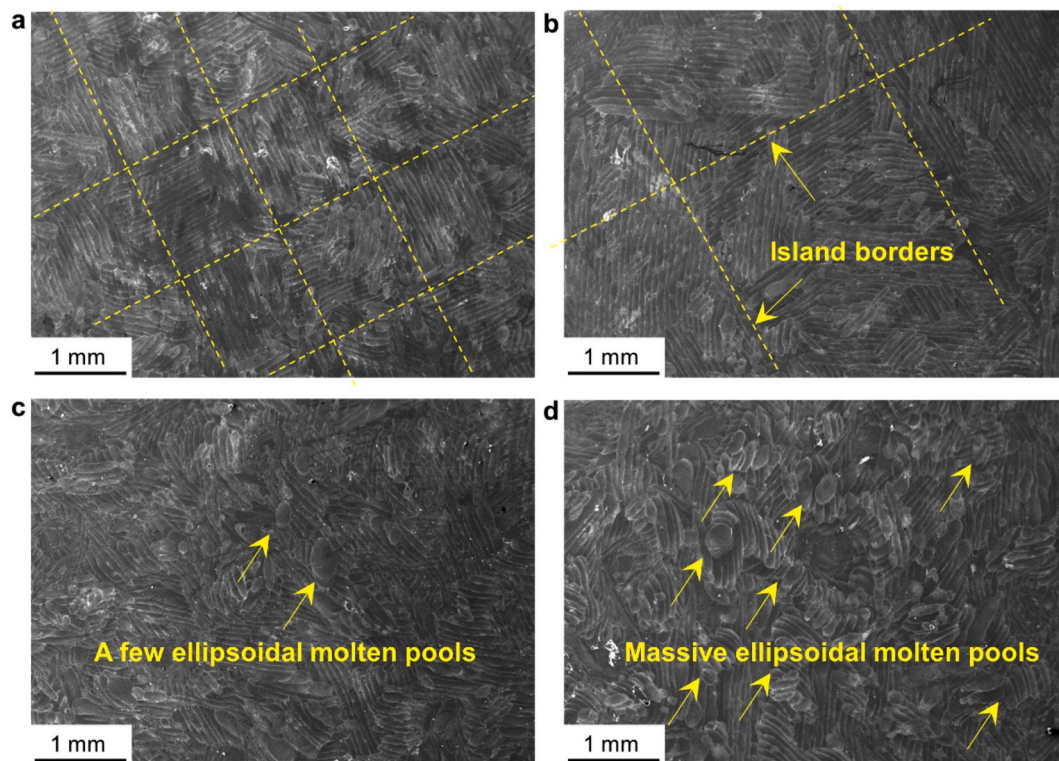 a
b
Island borders
1 mm
1 mm
c
d
A few ellipsoidal molten pools
Massive ellipsoidal molten pools
1 mm
1 mm